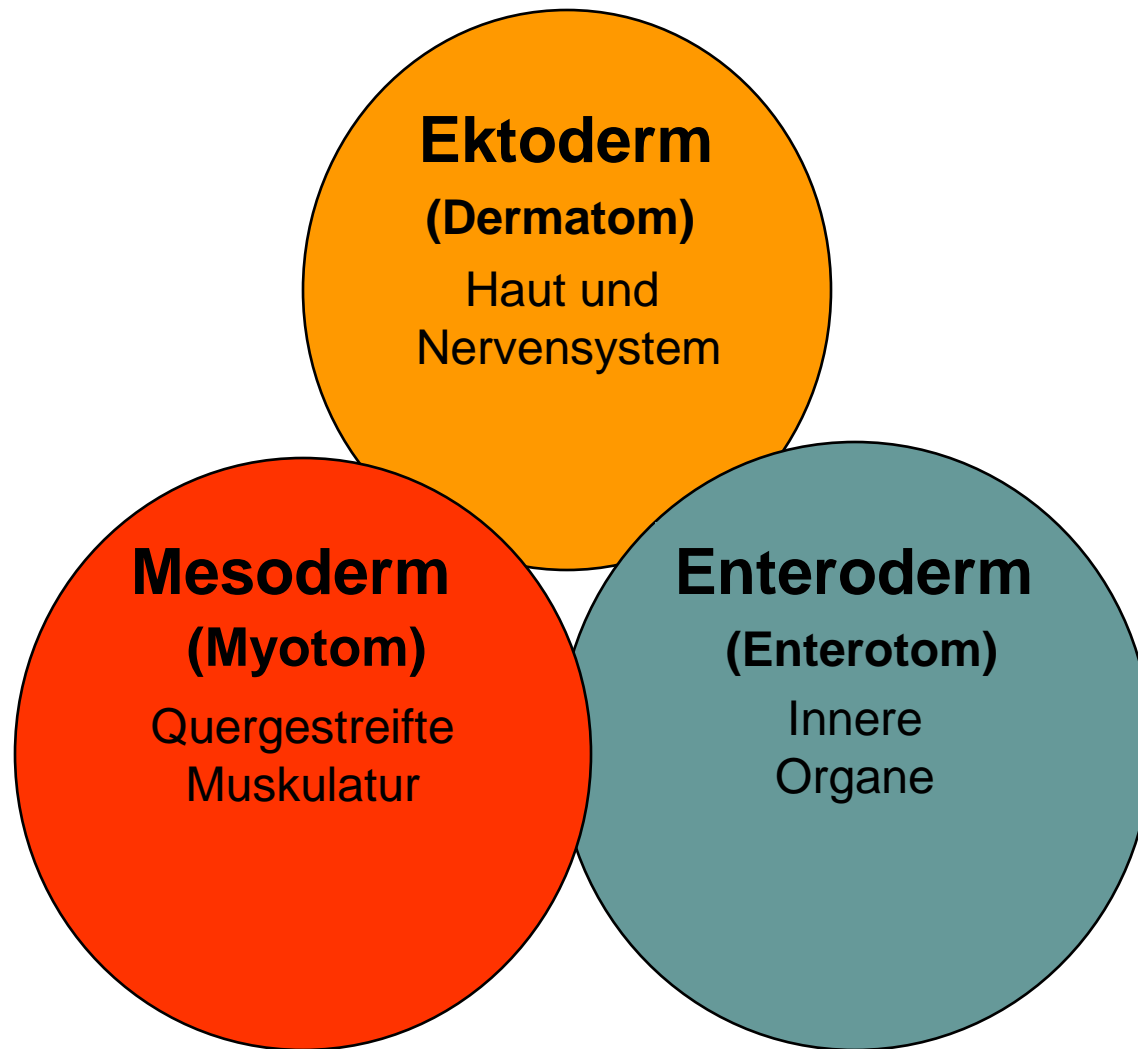 Ektoderm
(Dermatom)
Haut und
Nervensystem
Mesoderm
(Myotom)
Quergestreifte
Muskulatur
Enteroderm
(Enterotom)
Innere
Organe